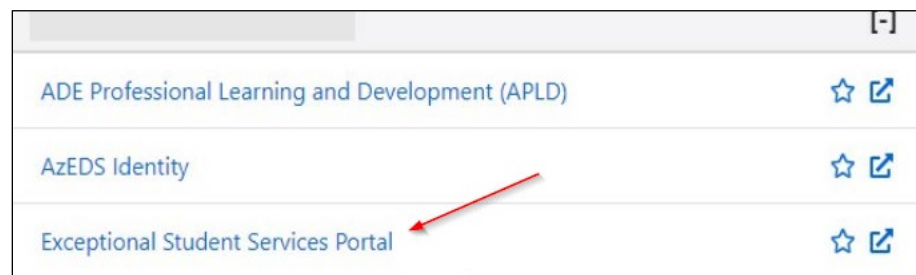 [-]
ADE Professional Learning and Development (APLD)
AzEDS Identity
Exceptional Student Services Portal